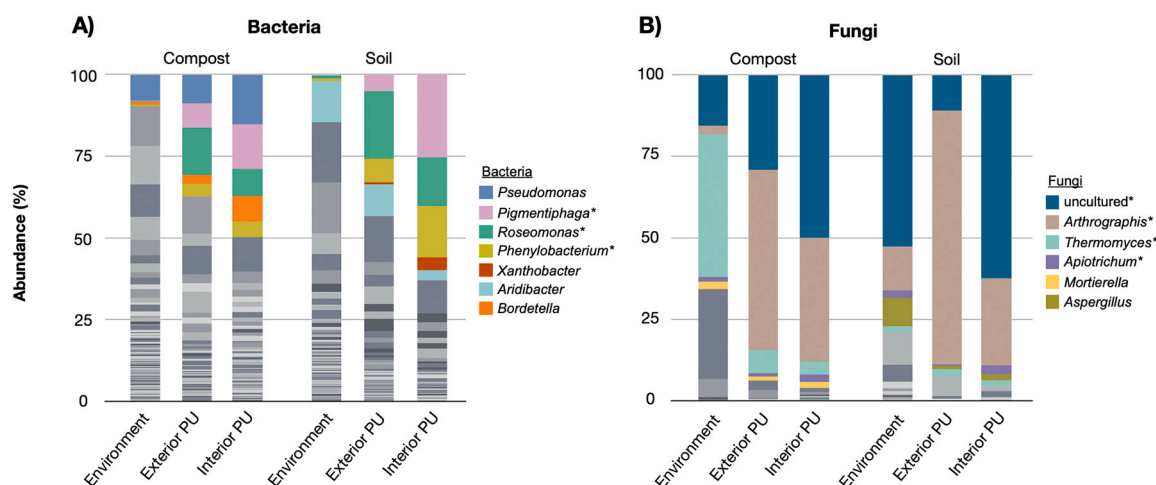 A)
Bacteria
Compost Soil
Abundance (%)
100
75
50
25
0
Environment
Exterior PU
Interior PU
Environment
Exterior PU
Interior PU
Bacteria
Pseudomonas
Pigmentiphaga*
Roseomonas*
Phenylobacterium*
Xanthobacter
Aridibacter
Bordetella
B)
Fungi
Compost Soil
100
75
50
25
0
Environment
Exterior PU
Interior PU
Environment
Exterior PU
Interior PU
Fungi
uncultured*
Arthrographis*
Thermomyces*
Apiotrichum*
Mortierella
Aspergillus